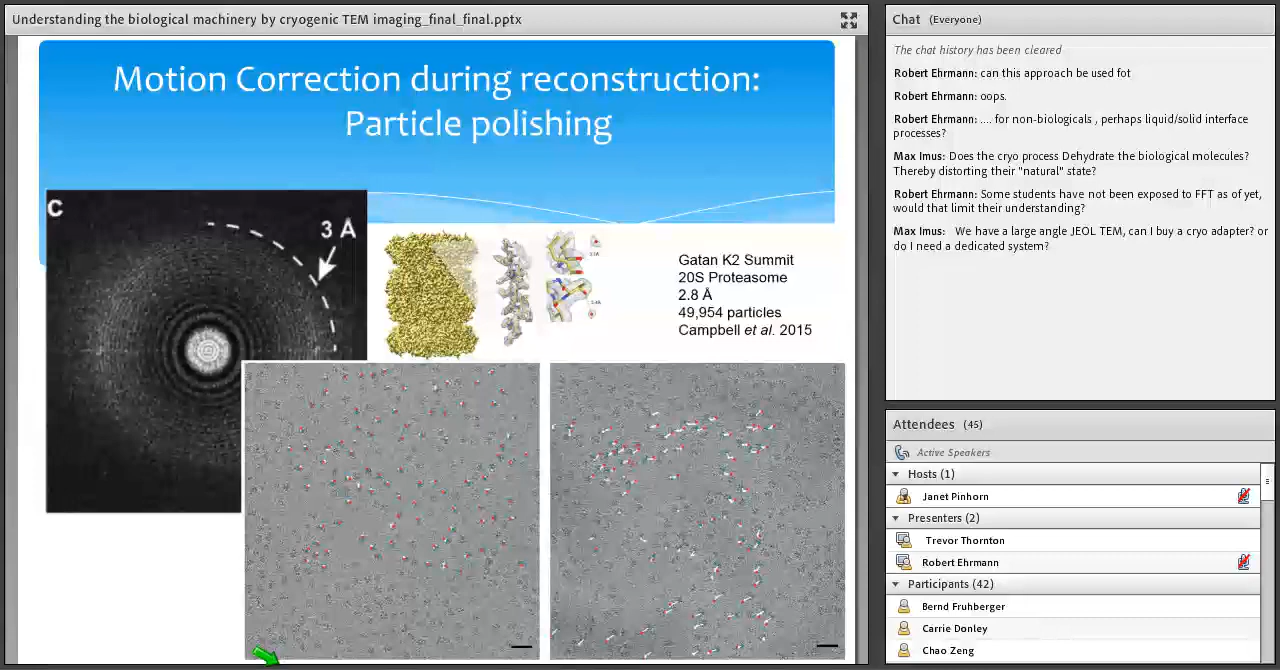 Understanding the biological machinery by cryogenic TEM imaging_final_final.pptx
Motion Correction during reconstruction:
Particle polishing
C
3 Å
Gatan K2 Summit
20S Proteasome
2.8 Å
49,954 particles
Campbell et al. 2015
Chat (Everyone)
The chat history has been cleared
Robert Ehrmann: can this approach be used fot
Robert Ehrmann: oops.
Robert Ehrmann: .... for non-biologicals , perhaps liquid/solid interface
processes?
Max Imus: Does the cryo process Dehydrate the biological molecules?
Thereby distorting their "natural" state?
Robert Ehrmann: Some students have not been exposed to FFT as of yet,
would that limit their understanding?
Max Imus: We have a large angle JEOL TEM, can I buy a cryo adapter? or
do I need a dedicated system?
Attendees (45)
Active Speakers
Hosts (1)
Janet Pinhorn
Presenters (2)
Trevor Thornton
Robert Ehrmann
Participants (42)
Bernd Fruhberger
Carrie Donley
Chao Zeng